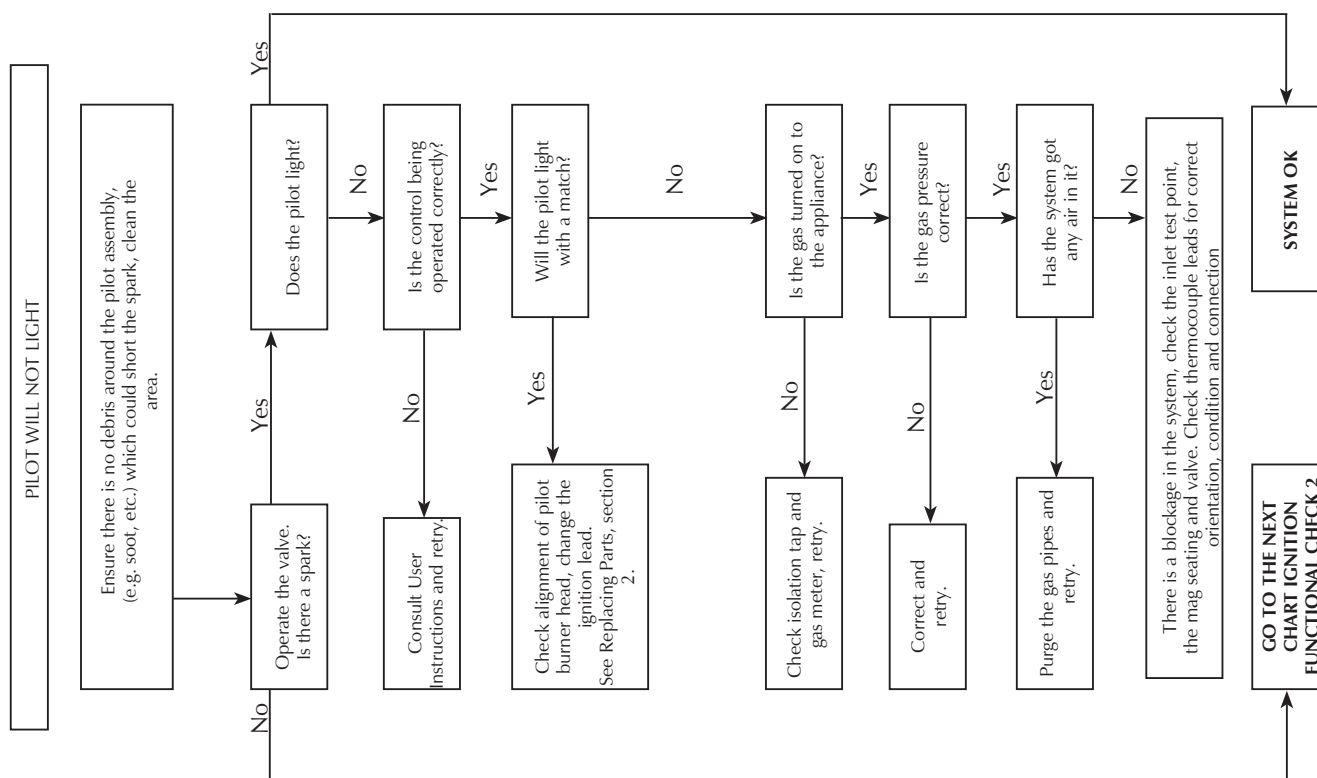 PILOT WILL NOT LIGHT
Ensure there is no debris around the pilot assembly,
(e.g. soot, etc.) which could short the spark, clean the
area.
Operate the valve.
Is there a spark?
No
Yes
Does the pilot light?
Yes
No
Is the control being
operated correctly?
No
Consult User
Instructions and retry.
Yes
Will the pilot light
with a match?
Yes
Check alignment of pilot
burner head, change the
ignition lead.
See Replacing Parts, section
2.
No
Is the gas turned on to
the appliance?
No
Check isolation tap and
gas meter, retry.
Yes
Is the gas pressure
correct?
No
Correct and
retry.
Yes
Has the system got
any air in it?
Yes
Purge the gas pipes and
retry.
No
There is a blockage in the system, check the inlet test point,
the mag seating and valve. Check thermocouple leads for correct
orientation, condition and connection
GO TO THE NEXT
CHART IGNITION
FUNCTIONAL CHECK 2
SYSTEM OK